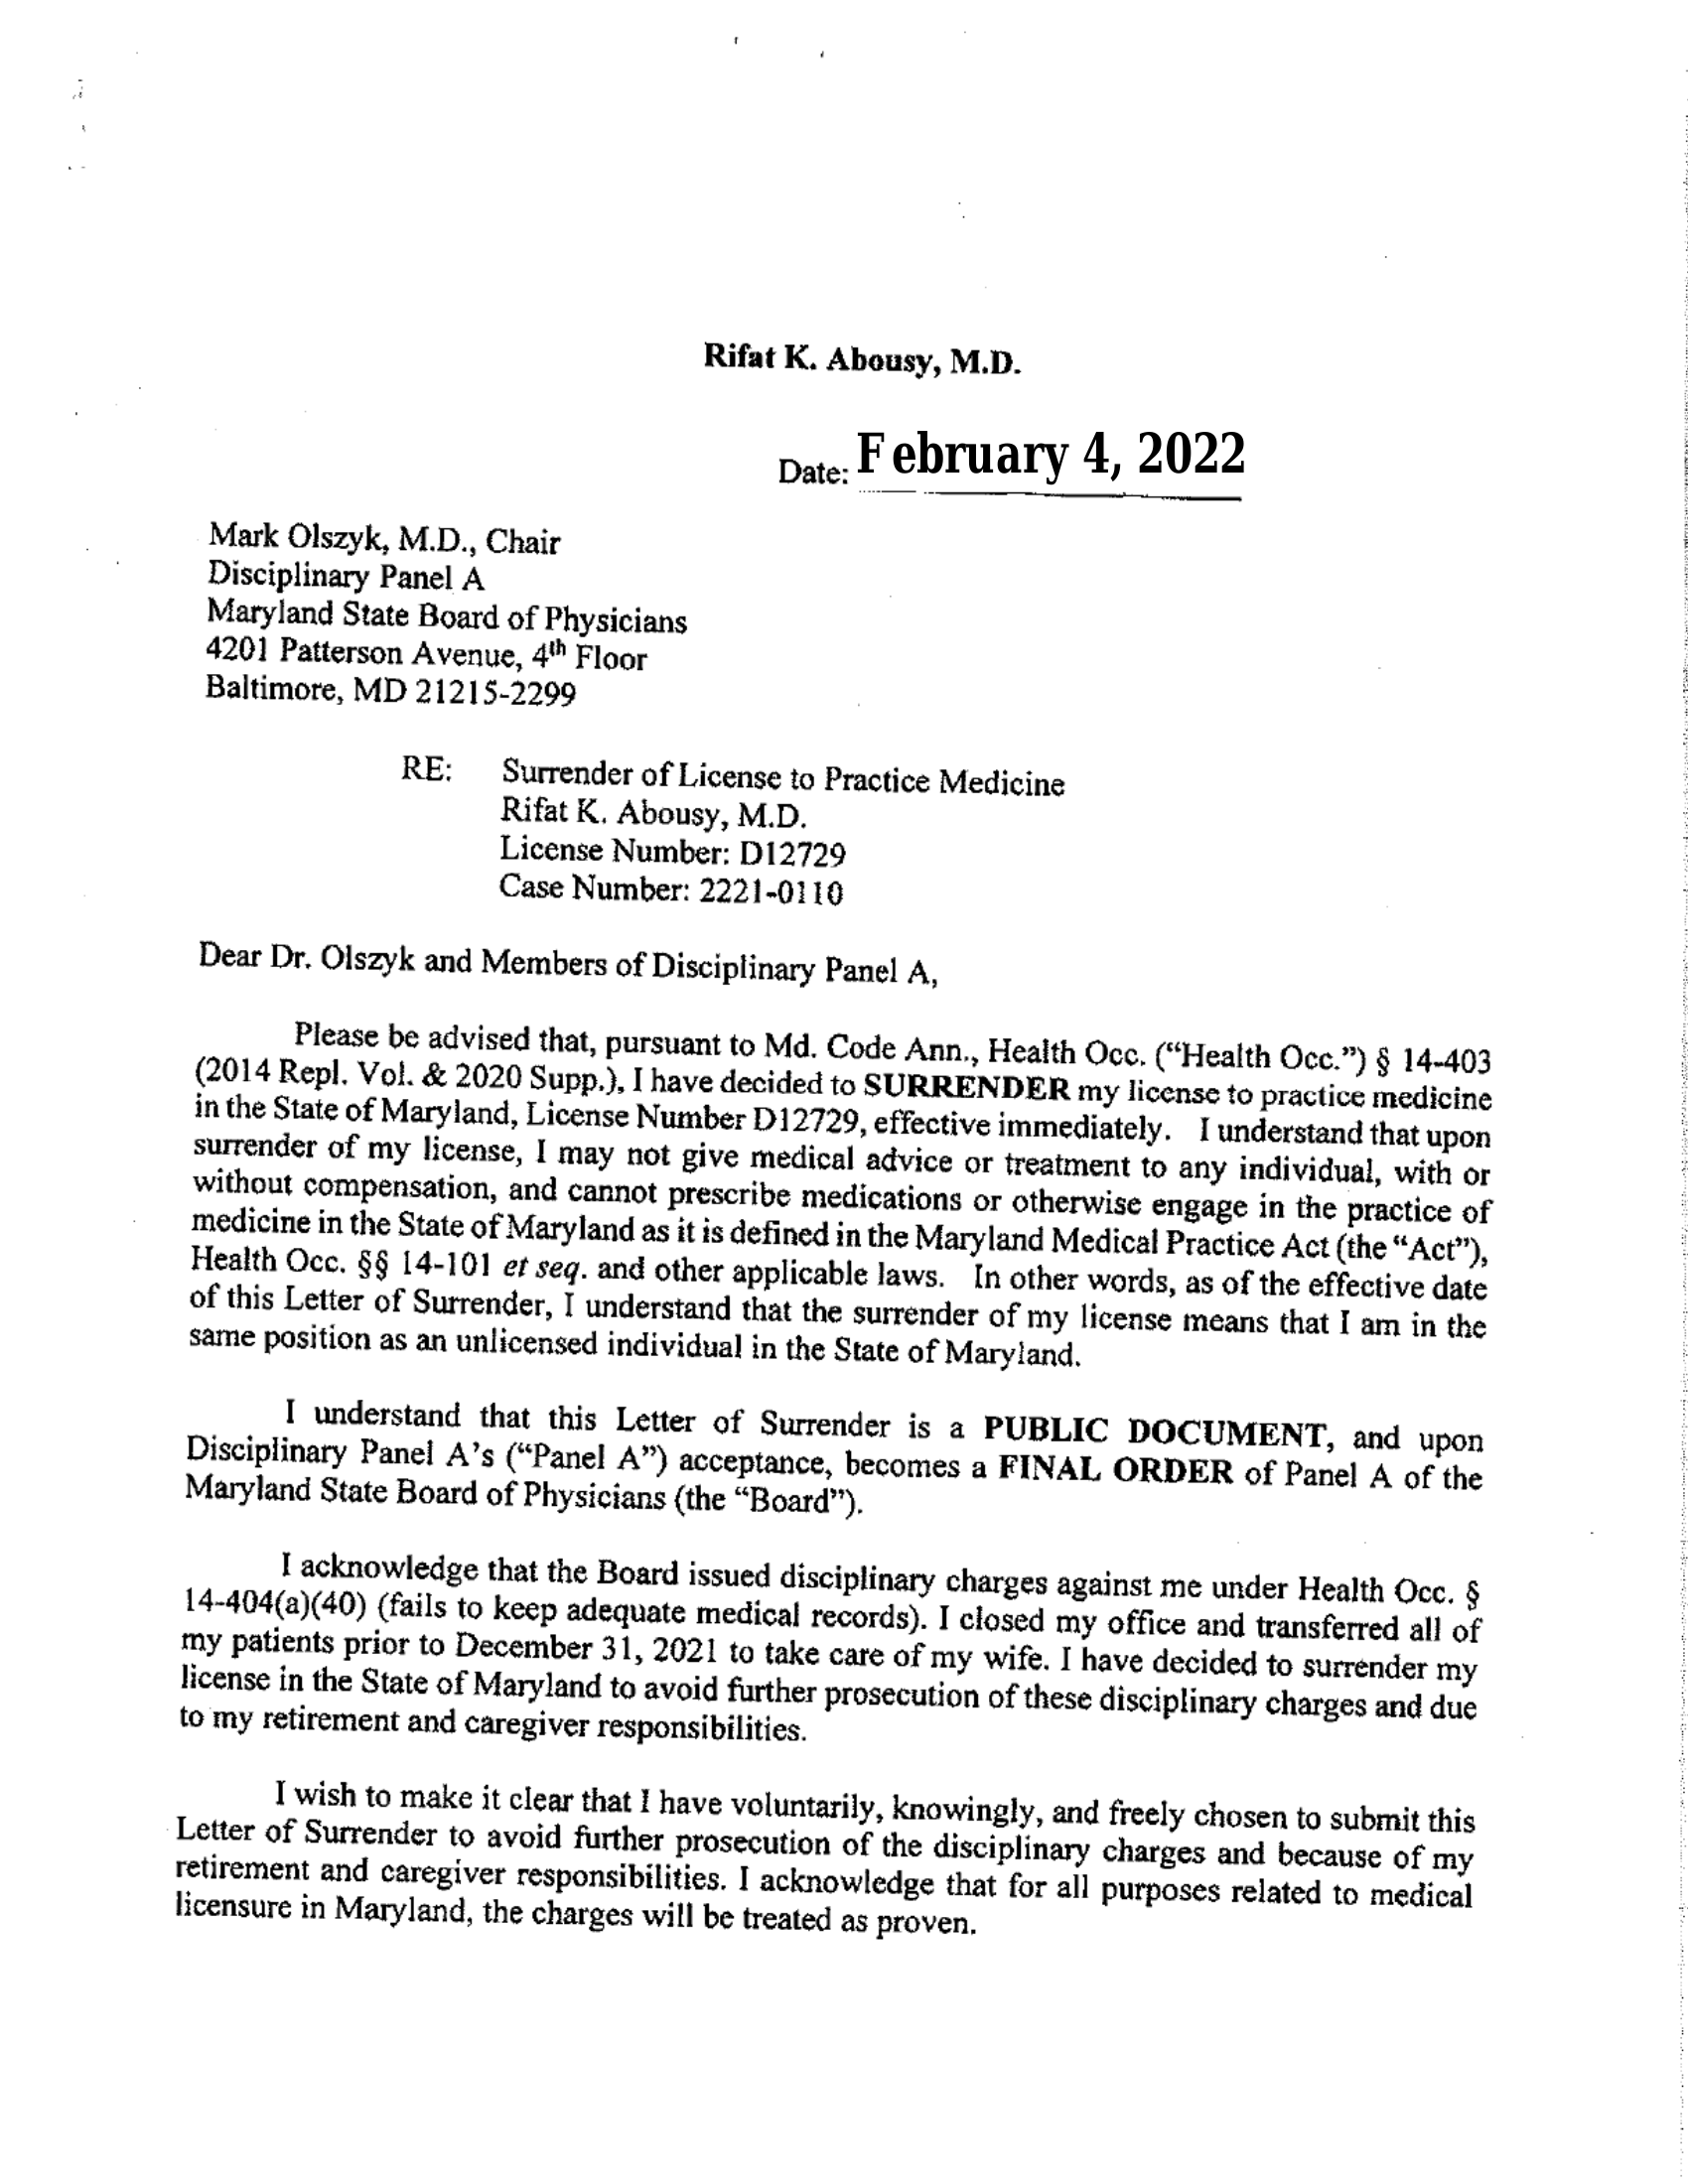 Rifat K. Abousy, M.D.
Date: February 4, 2022
Mark Olszyk, M.D., Chair
Disciplinary Panel A
Maryland State Board of Physicians
4201 Patterson Avenue, 4th Floor
Baltimore, MD 21215-2299
RE: Surrender of License to Practice Medicine
Rifat K. Abousy, M.D.
License Number: D12729
Case Number: 2221-0110
Dear Dr. Olszyk and Members of Disciplinary Panel A,
Please be advised that, pursuant to Md. Code Ann., Health Occ. (“Health Occ.”) § 14-403
(2014 Repl. Vol. & 2020 Supp.), I have decided to SURRENDER my license to practice medicine
in the State of Maryland, License Number D12729, effective immediately. I understand that upon
surrender of my license, I may not give medical advice or treatment to any individual, with or
without compensation, and cannot prescribe medications or otherwise engage in the practice of
medicine in the State of Maryland as it is defined in the Maryland Medical Practice Act (the “Act”),
Health Occ. §§ 14-101 et seq. and other applicable laws. In other words, as of the effective date
of this Letter of Surrender, I understand that the surrender of my license means that I am in the
same position as an unlicensed individual in the State of Maryland.
I understand that this Letter of Surrender is a PUBLIC DOCUMENT, and upon
Disciplinary Panel A’s (“Panel A”) acceptance, becomes a FINAL ORDER of Panel A of the
Maryland State Board of Physicians (the “Board”).
I acknowledge that the Board issued disciplinary charges against me under Health Occ. §
14-404(a)(40) (fails to keep adequate medical records). I closed my office and transferred all of
my patients prior to December 31, 2021 to take care of my wife. I have decided to surrender my
license in the State of Maryland to avoid further prosecution of these disciplinary charges and due
to my retirement and caregiver responsibilities.
I wish to make it clear that I have voluntarily, knowingly, and freely chosen to submit this
Letter of Surrender to avoid further prosecution of the disciplinary charges and because of my
retirement and caregiver responsibilities. I acknowledge that for all purposes related to medical
licensure in Maryland, the charges will be treated as proven.